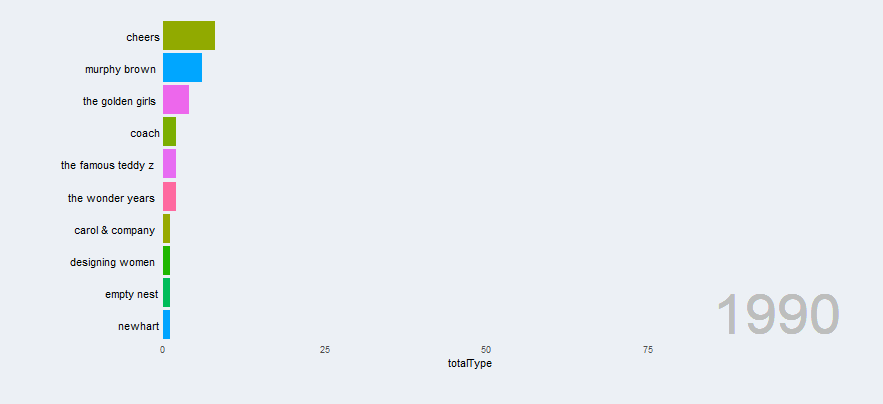 cheers
murphy brown
the golden girls
coach
the famous teddy z
the wonder years
carol & company
designing women
empty nest
newhart
1990
0 25 50 75
totalType